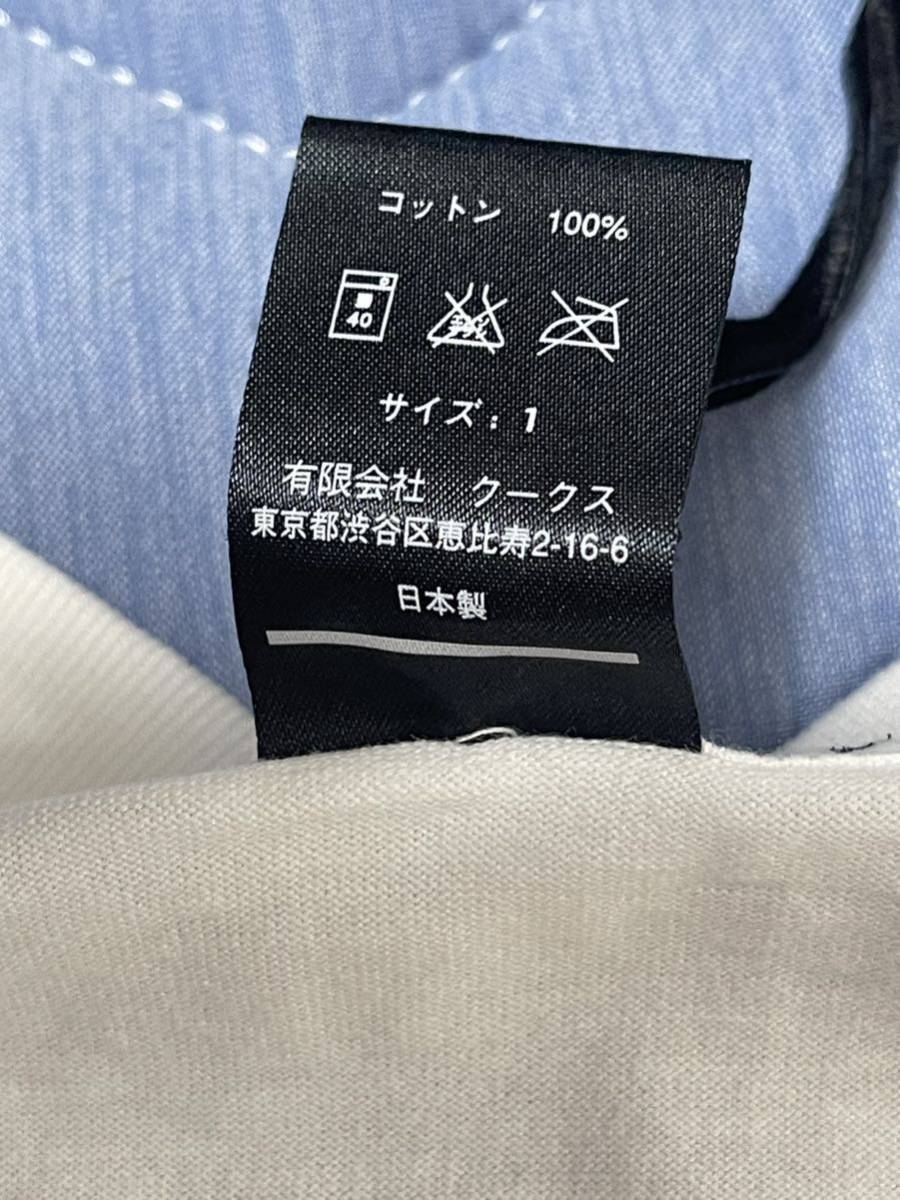 コットン 100%
40
サイズ：1
有限会社 クークス
東京都渋谷区恵比寿2-16-6
日本製